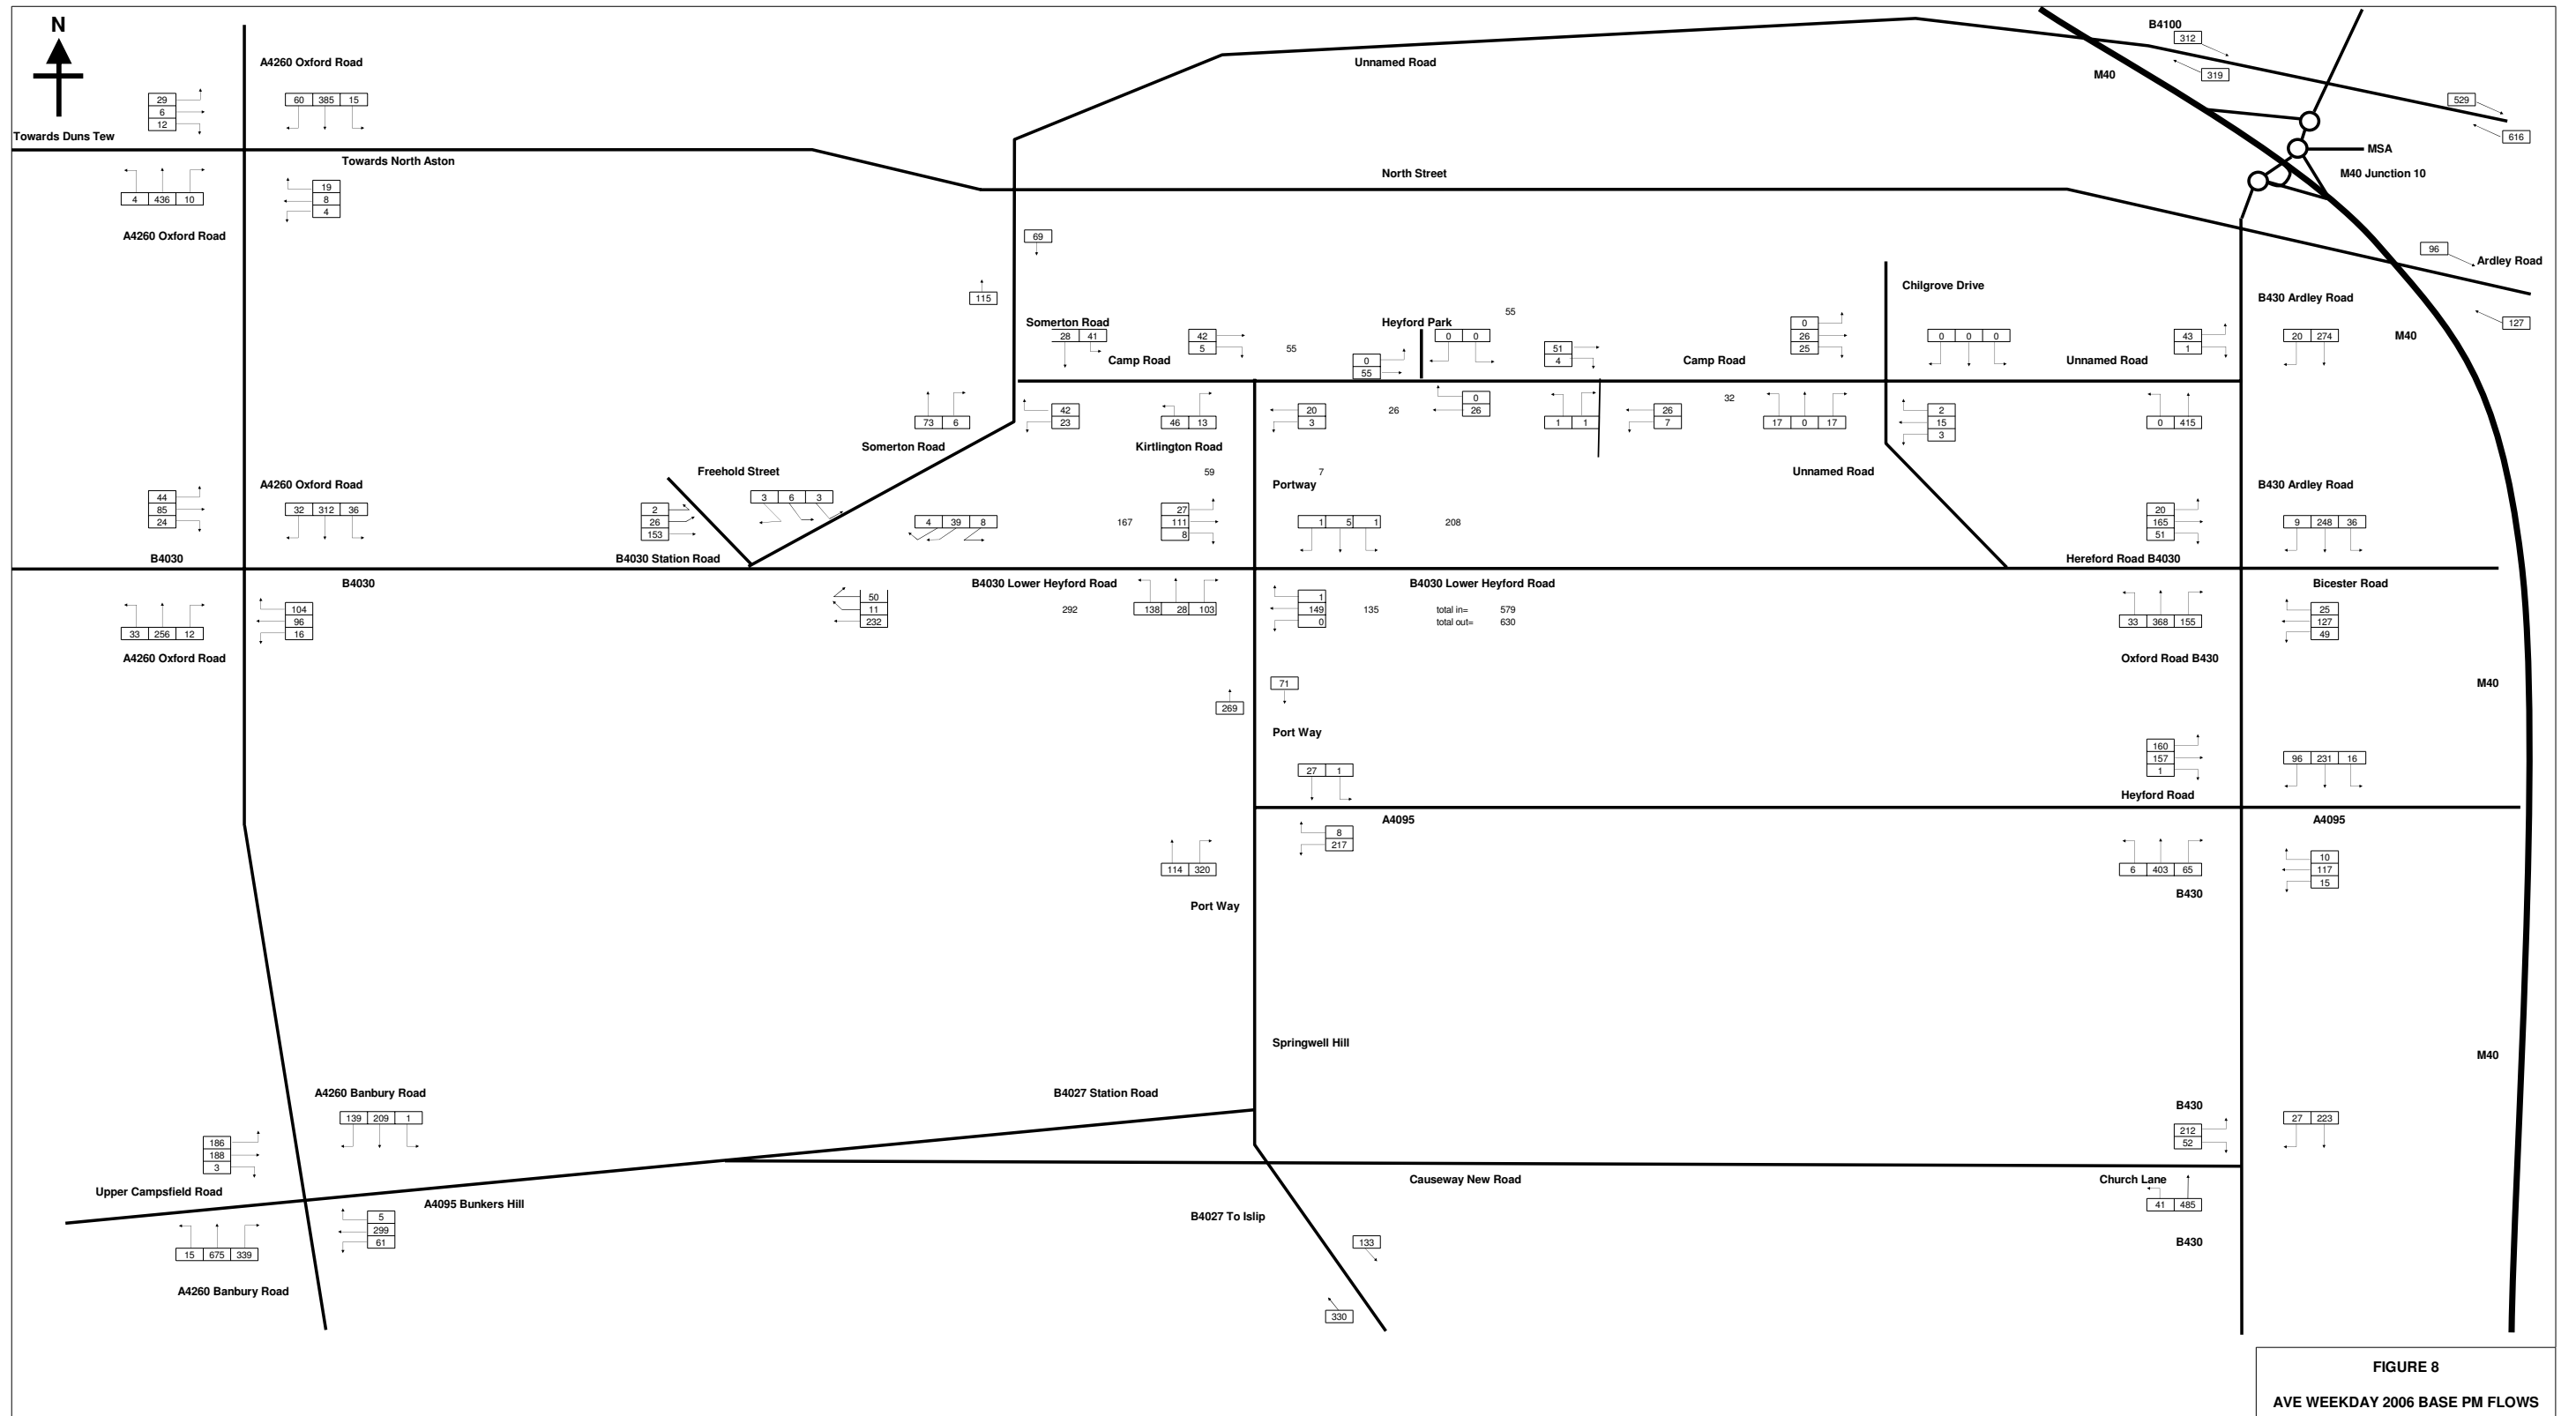 N
B4100
312
A4260 Oxford Road
Unnamed Road
M40
319
29
6
12
60 385 15
529
Towards Duns Tew
616
MSA
Towards North Aston
North Street
M40 Junction 10
4 436 10
19
8
4
A4260 Oxford Road
69
96
Ardley Road
115
Chilgrove Drive
B430 Ardley Road
127
Somerton Road
28 41
Camp Road
42
5
55
Heyford Park
0 0
55
0
55
51
4
Camp Road
0
26
25
0 0 0
Unnamed Road
43
1
20 274
M40
73 6
Somerton Road
42
23
46 13
Kirtlington Road
20
3
26
0
26
1 1
26
7
32
17 0 17
2
15
3
0 415
A4260 Oxford Road
Freehold Street
59
7
Portway
Unnamed Road
B430 Ardley Road
44
85
24
32 312 36
2
26
153
3 6 3
4 39 8
167
27
111
8
1 5 1
208
20
165
51
9 248 36
B4030
B4030 Station Road
Hereford Road B4030
B4030
B4030 Lower Heyford Road
B4030 Lower Heyford Road
Bicester Road
33 256 12
104
96
16
50
11
232
292
138 28 103
1
149
0
135
total in= 579
total out= 630
33 368 155
25
127
49
A4260 Oxford Road
Oxford Road B430
71
M40
269
Port Way
27 1
160
157
1
96 231 16
Heyford Road
A4095
A4095
8
217
114 320
6 403 65
10
117
15
B430
Port Way
Springwell Hill
M40
A4260 Banbury Road
B4027 Station Road
B430
139 209 1
27 223
186
188
3
212
52
Upper Campsfield Road
A4095 Bunkers Hill
Causeway New Road
Church Lane
41 485
5
299
61
B4027 To Islip
15 675 339
133
B430
A4260 Banbury Road
330
FIGURE 8
AVE WEEKDAY 2006 BASE PM FLOWS